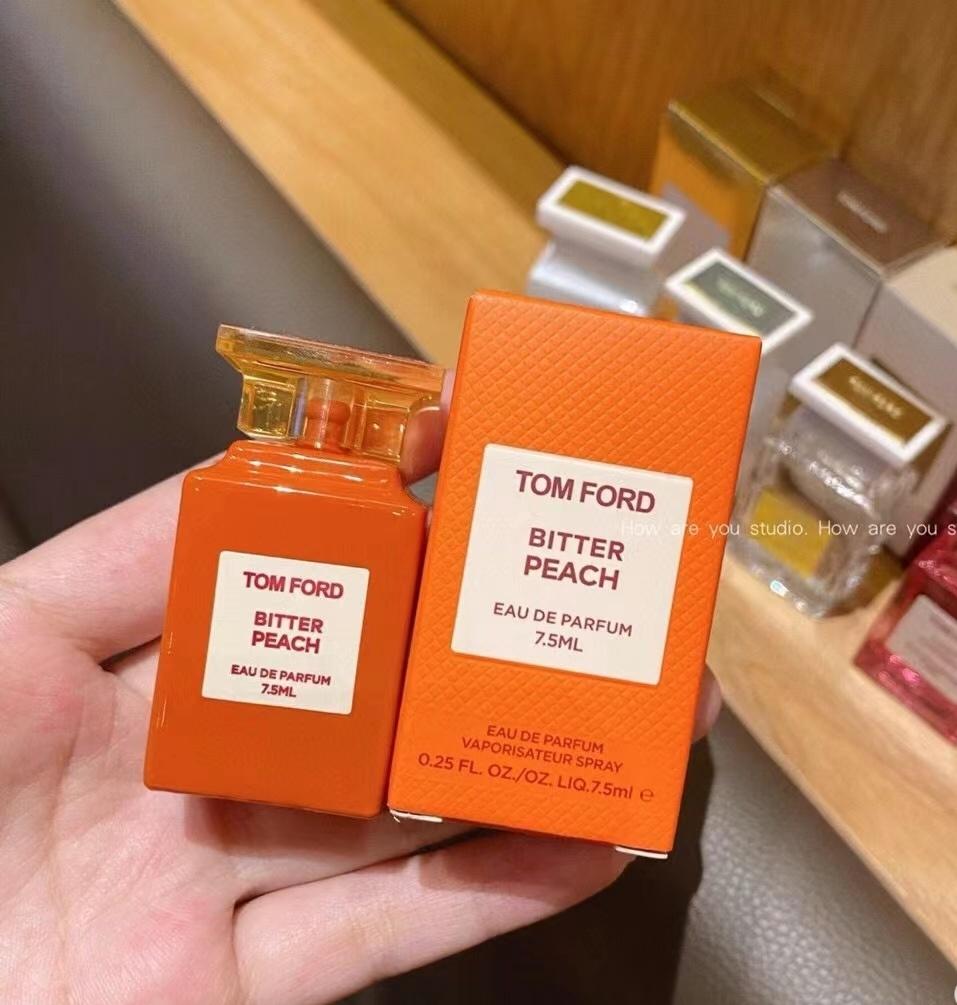 TOM FORD
BITTER
PEACH
EAU DE PARFUM
7.5ML
TOM FORD
BITTER
PEACH
EAU DE PARFUM
7.5ML
EAU DE PARFUM
VAPORISATEUR SPRAY
0.25 FL. OZ./OZ. LIQ.7.5ml ℮
How are you studio. How are you s